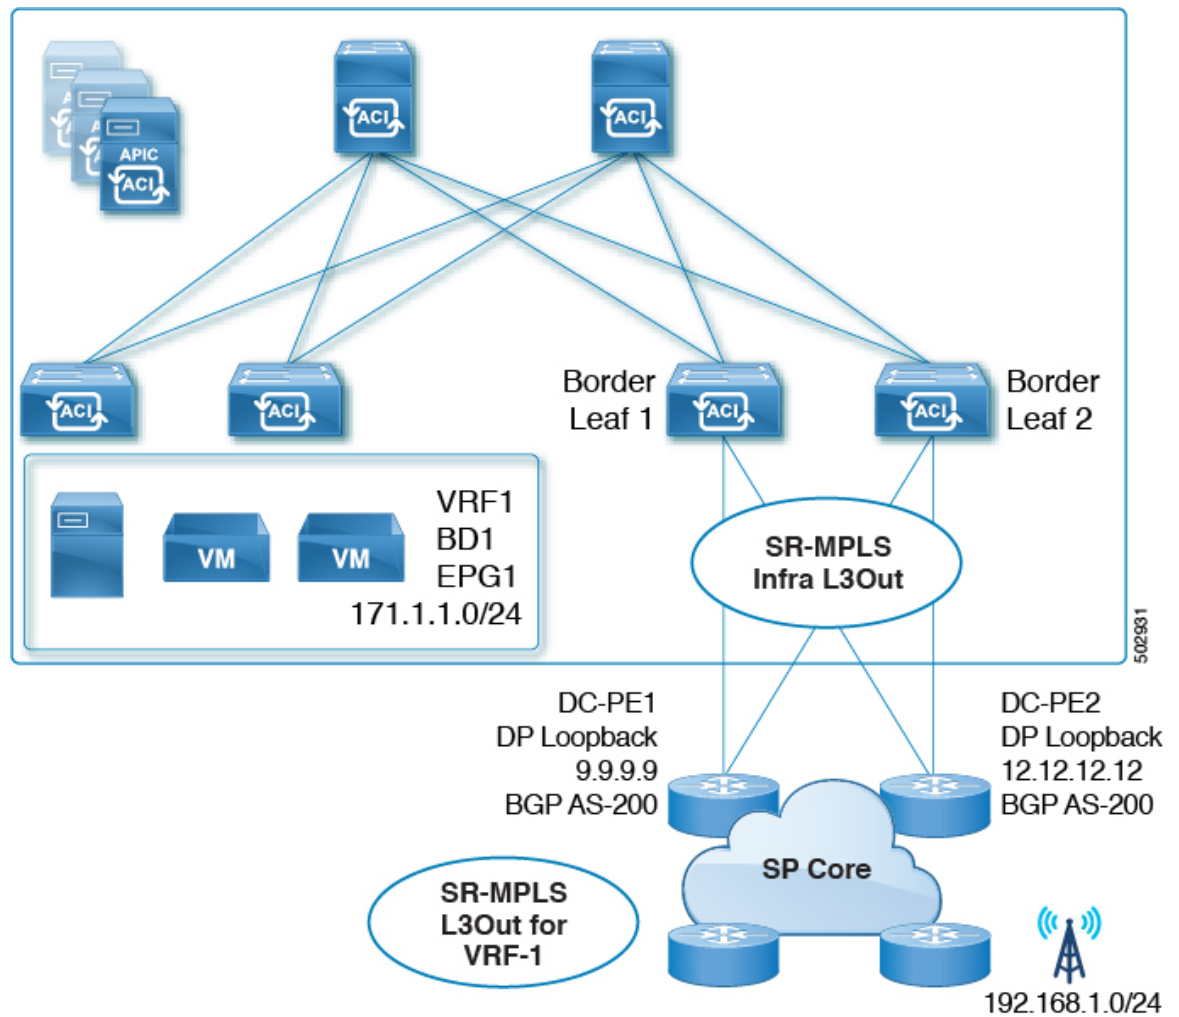 ACI
ACI
A
A
APIC
ACI
ACI
ACI
Border
Leaf 1
ACI
ACI
Border
Leaf 2
VM
VM
VRF1
BD1
EPG1
171.1.1.0/24
SR-MPLS
Infra L3Out
502931
DC-PE1
DP Loopback
9.9.9.9
BGP AS-200
DC-PE2
DP Loopback
12.12.12.12
BGP AS-200
SP Core
SR-MPLS
L3Out for
VRF-1
192.168.1.0/24